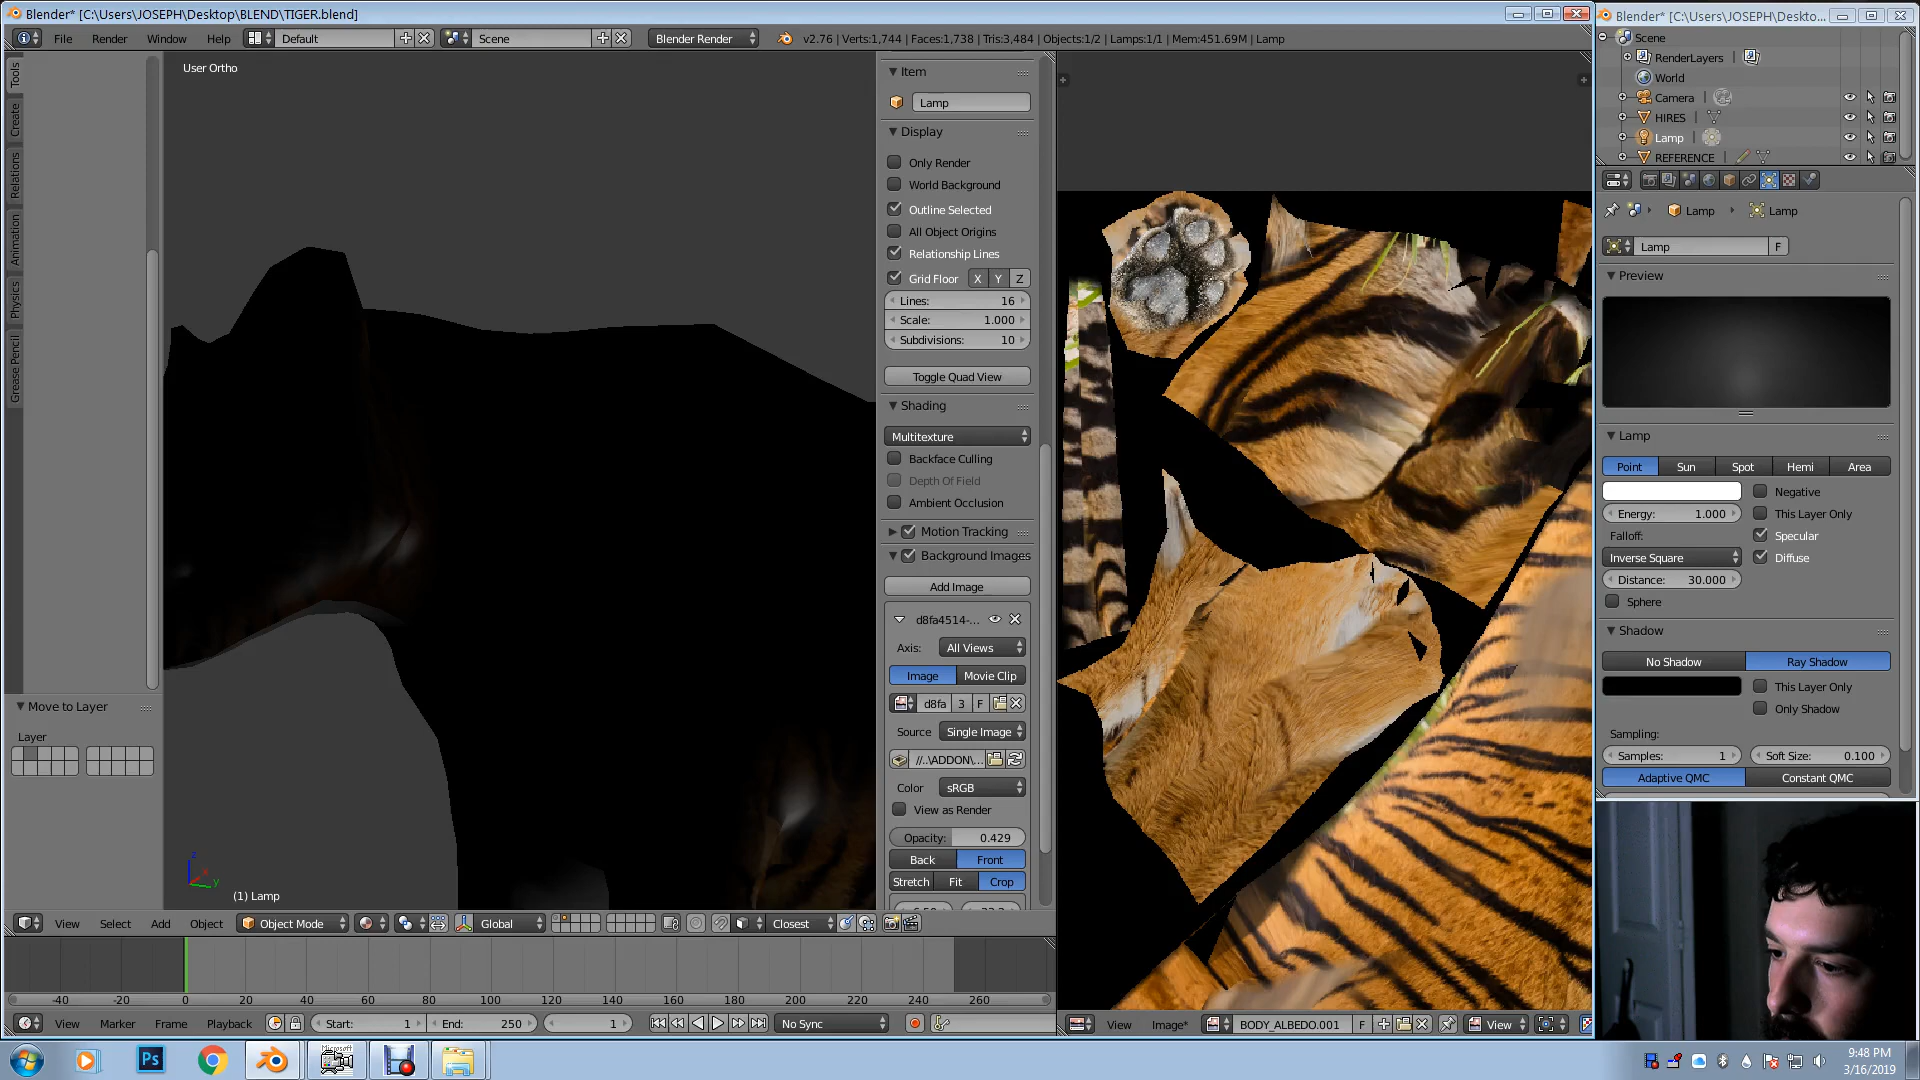 Blender* [C:\Users\JOSEPH\Desktop\BLEND\TIGER.blend]
File Render Window Help Default Scene Blender Render v2.76 | Verts:1,744 | Faces:1,738 | Tris:3,484 | Objects:1/2 | Lamps:1/1 | Mem:451.69M | Lamp
Tools
Create
Relations
Animation
Physics
Grease Pencil
Move to Layer
Layer
User Ortho
z
x
y
(1) Lamp
Item
Lamp
Display
Only Render
World Background
Outline Selected
All Object Origins
Relationship Lines
Grid Floor X Y Z
Lines: 16
Scale: 1.000
Subdivisions: 10
Toggle Quad View
Shading
Multitexture
Backface Culling
Depth Of Field
Ambient Occlusion
Motion Tracking
Background Images
Add Image
d8fa4514-...
Axis: All Views
Image Movie Clip
d8fa 3 F
Source Single Image
//..\ADDON\...
Color sRGB
View as Render
Opacity: 0.429
Back Front
Stretch Fit Crop
View Select Add Object Object Mode Global Closest
-40 -20 0 20 40 60 80 100 120 140 160 180 200 220 240 260
View Marker Frame Playback Start: 1 End: 250 1 No Sync
View Image* BODY_ALBEDO.001 F View
Blender* [C:\Users\JOSEPH\Deskto...
Scene
RenderLayers
World
Camera
HIRES
Lamp
REFERENCE
Lamp Lamp
Lamp F
Preview
Lamp
Point Sun Spot Hemi Area
Negative
Energy: 1.000 This Layer Only
Falloff: Specular
Inverse Square Diffuse
Distance: 30.000
Sphere
Shadow
No Shadow Ray Shadow
This Layer Only
Only Shadow
Sampling:
Samples: 1 Soft Size: 0.100
Adaptive QMC Constant QMC
Ps
Microsoft
9:48 PM
3/16/2019